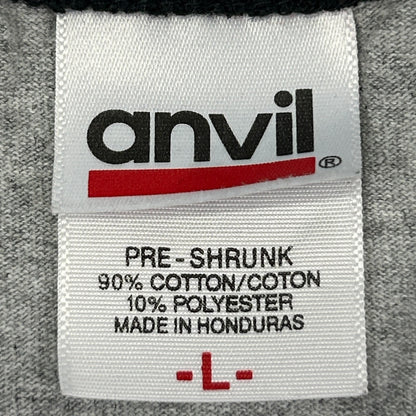 anvil®
PRE-SHRUNK
90% COTTON/COTON
10% POLYESTER
MADE IN HONDURAS
-L-